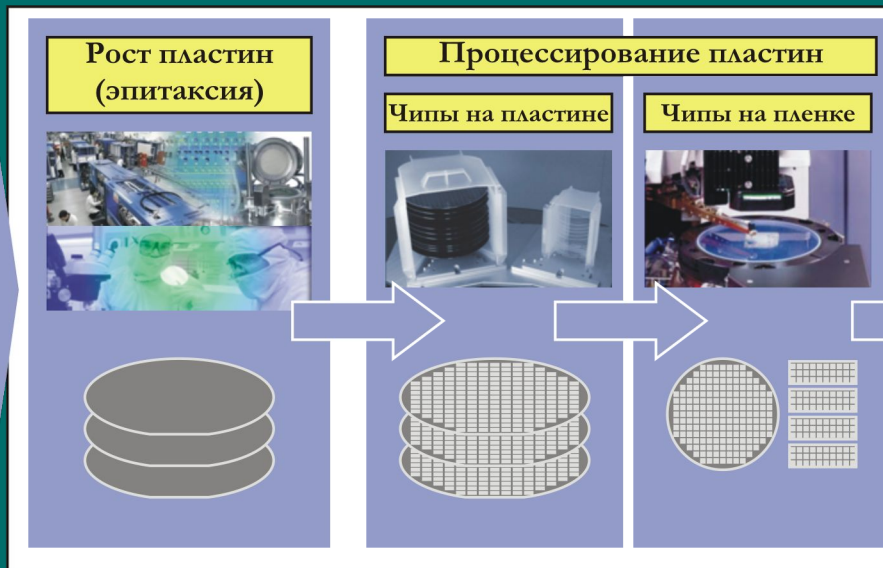 Рост пластин
(эпитаксия)
Процессирование пластин
Чипы на пластине
Чипы на пленке